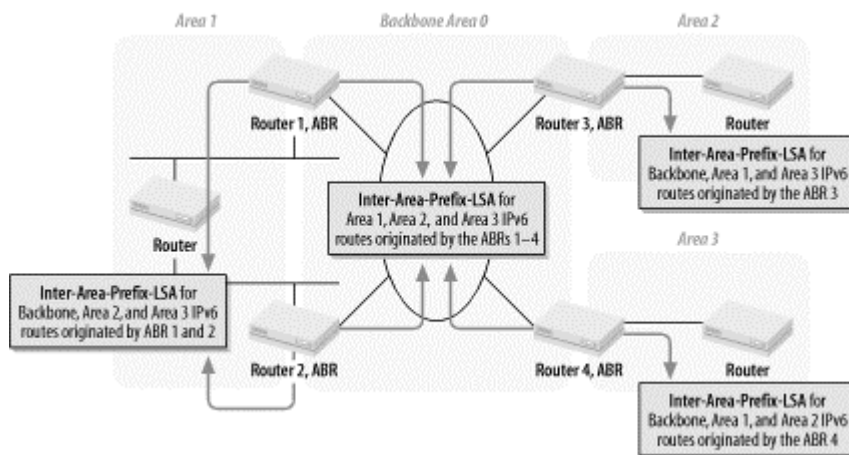 Area 1
Backbone Area 0
Area 2
Router 1, ABR
Router 3, ABR
Router
Inter-Area-Prefix-LSA for
Backbone, Area 1, and Area 3 IPv6
routes originated by the ABR 3
Inter-Area-Prefix-LSA for
Area 1, Area 2, and Area 3 IPv6
routes originated by the ABRs 1–4
Router
Area 3
Inter-Area-Prefix-LSA for
Backbone, Area 2, and Area 3 IPv6
routes originated by ABR 1 and 2
Router 2, ABR
Router 4, ABR
Router
Inter-Area-Prefix-LSA for
Backbone, Area 1, and Area 2 IPv6
routes originated by the ABR 4